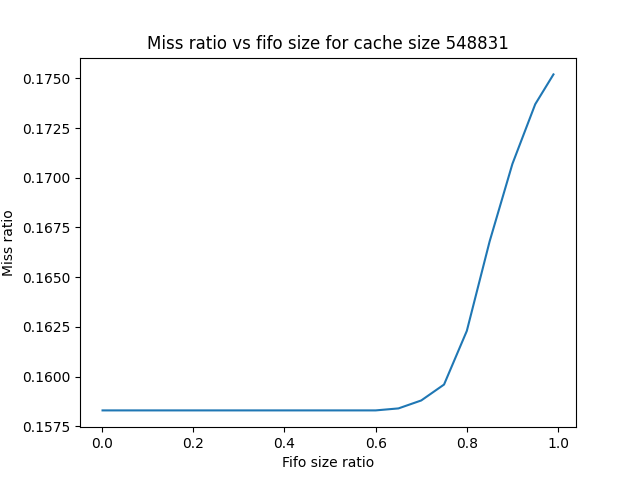 Miss ratio vs fifo size for cache size 548831
0.1750
0.1725
0.1700
0.1675
0.1650
0.1625
0.1600
0.1575
Miss ratio
0.0 0.2 0.4 0.6 0.8 1.0
Fifo size ratio